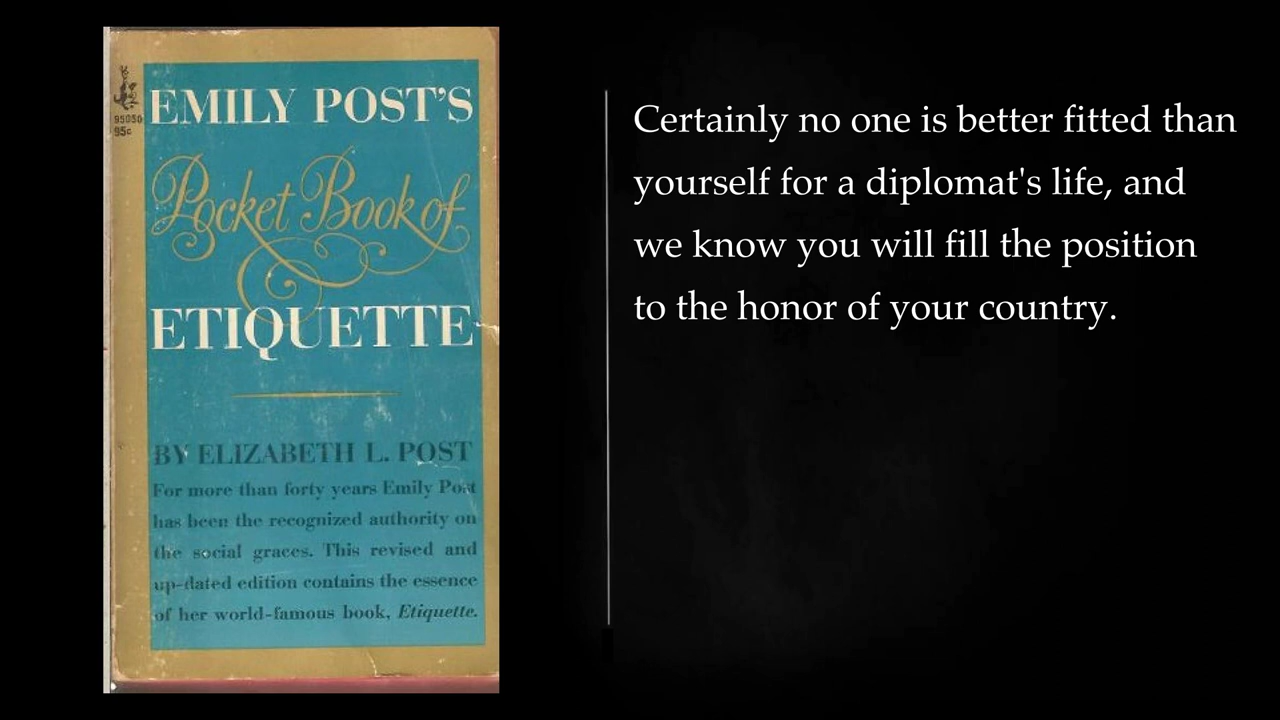 95050
95c
EMILY POST'S
Pocket Book of
ETIQUETTE
BY ELIZABETH L. POST
For more than forty years Emily Post
has been the recognized authority on
the social graces. This revised and
up-dated edition contains the essence
of her world-famous book, Etiquette.
Certainly no one is better fitted than
yourself for a diplomat's life, and
we know you will fill the position
to the honor of your country.